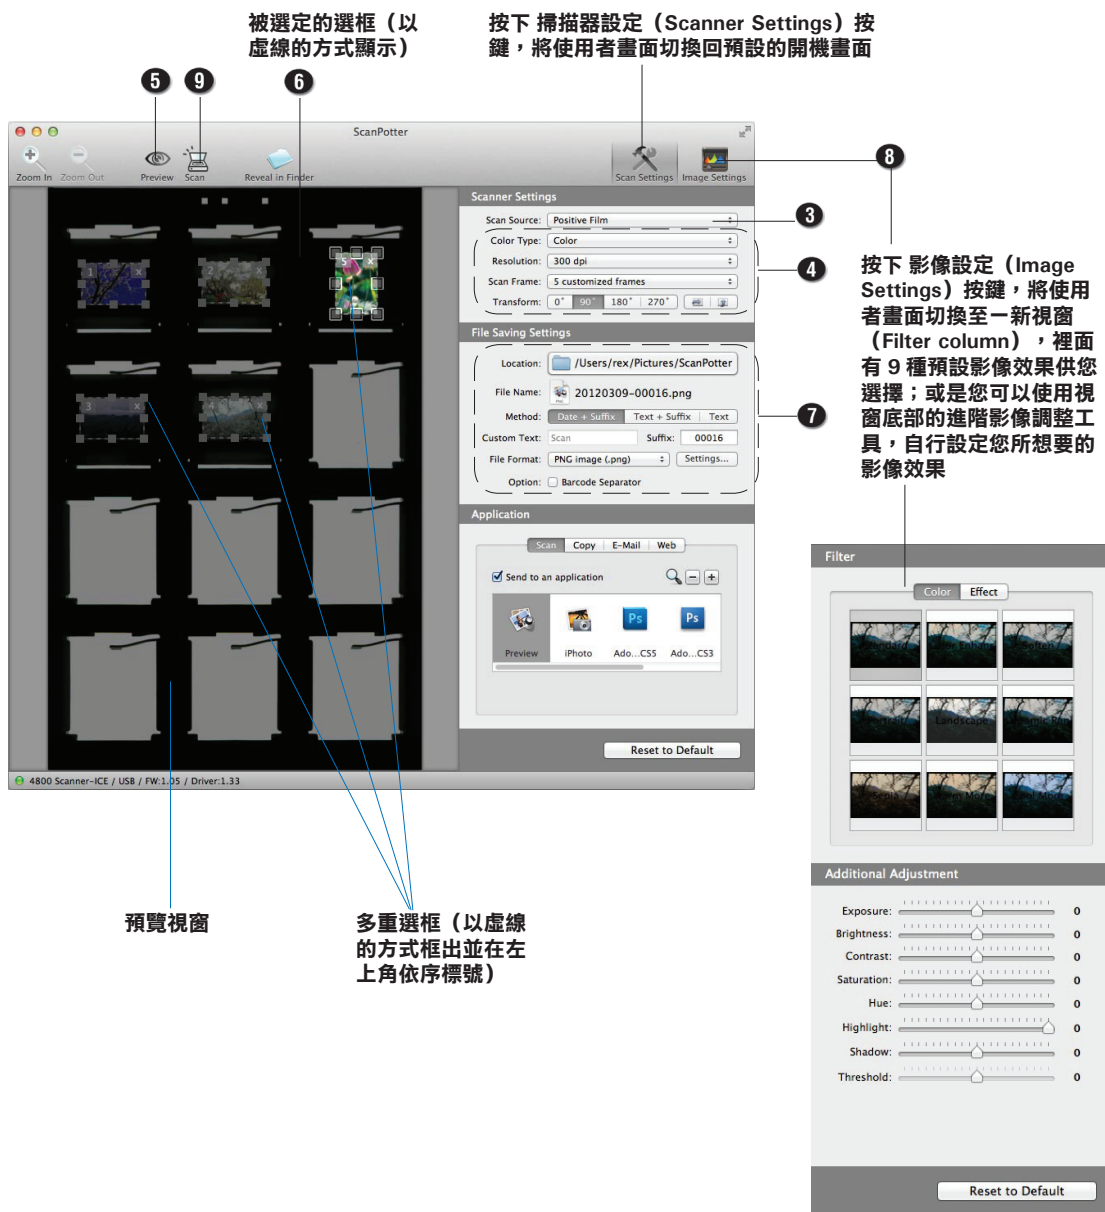 被選定的選框（以
虛線的方式顯示）
按下 掃描器設定（Scanner Settings）按
鍵，將使用者畫面切換回預設的開機畫面
5
9
6
ScanPotter
Zoom In
Zoom Out
Preview
Scan
Reveal in Finder
Scan Settings
Image Settings
8
Scanner Settings
Scan Source: Positive Film
3
Color Type: Color
Resolution: 300 dpi
Scan Frame: 5 customized frames
Transform: 0° 90° 180° 270°
4
1 x
2 x
5 x
3 x
4 x
File Saving Settings
Location: /Users/rex/Pictures/ScanPotter
File Name: 20120309-00016.png
Method: Date + Suffix Text + Suffix Text
Custom Text: Scan Suffix: 00016
File Format: PNG image (.png) Settings...
Option: Barcode Separator
7
Application
Scan Copy E-Mail Web
Send to an application
Ps
Ps
Preview
iPhoto
Ado...CS5
Ado...CS3
Reset to Default
4800 Scanner-ICE / USB / FW:1.05 / Driver:1.33
按下 影像設定（Image
Settings）按鍵，將使用
者畫面切換至一新視窗
（Filter column），裡面
有 9 種預設影像效果供您
選擇；或是您可以使用視
窗底部的進階影像調整工
具，自行設定您所想要的
影像效果
預覽視窗
多重選框（以虛線
的方式框出並在左
上角依序標號）
Filter
Color Effect
Standard
Portrait
Landscape
Sepia
Additional Adjustment
Exposure: 0
Brightness: 0
Contrast: 0
Saturation: 0
Hue: 0
Highlight: 0
Shadow: 0
Threshold: 0
Reset to Default